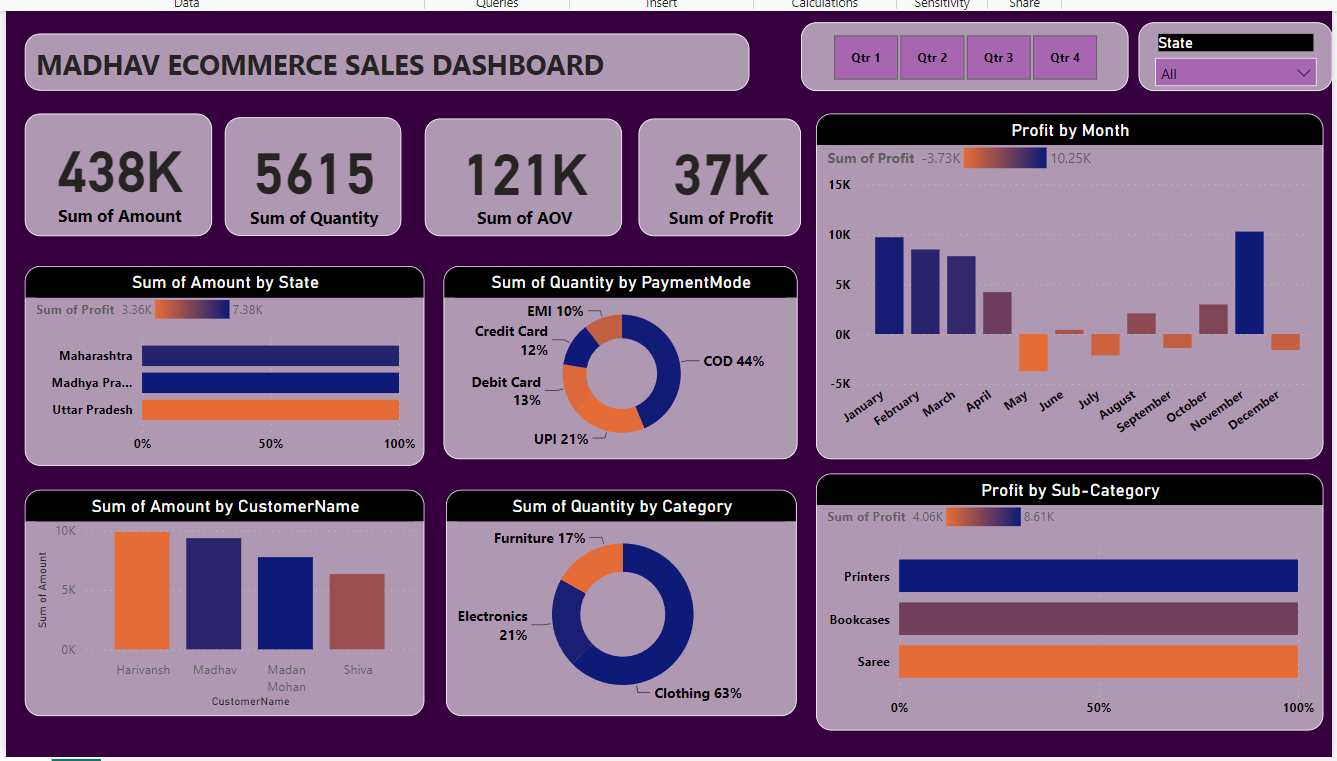 Data Queries Insert Calculations Sensitivity Share
MADHAV ECOMMERCE SALES DASHBOARD
Qtr 1 Qtr 2 Qtr 3 Qtr 4
State
All
438K
Sum of Amount
5615
Sum of Quantity
121K
Sum of AOV
37K
Sum of Profit
Profit by Month
Sum of Profit -3.73K 10.25K
15K
10K
5K
0K
-5K
January February March April May June July August September October November December
Sum of Amount by State
Sum of Profit 3.36K 7.38K
Maharashtra
Madhya Pra...
Uttar Pradesh
0% 50% 100%
Sum of Quantity by PaymentMode
EMI 10%
Credit Card
12%
COD 44%
Debit Card
13%
UPI 21%
Sum of Amount by CustomerName
Sum of Amount
10K
5K
0K
Harivansh Madhav Madan Shiva
Mohan
CustomerName
Sum of Quantity by Category
Furniture 17%
Electronics
21%
Clothing 63%
Profit by Sub-Category
Sum of Profit 4.06K 8.61K
Printers
Bookcases
Saree
0% 50% 100%